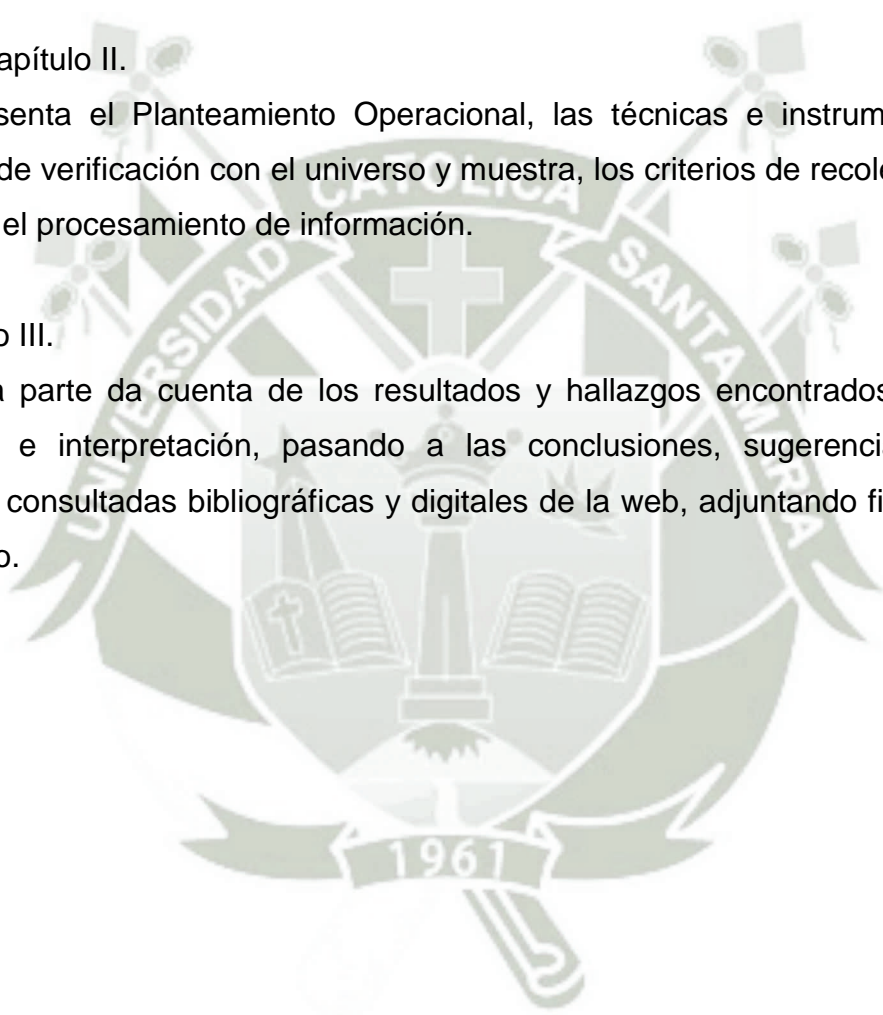 apítulo II.
senta el Planteamiento Operacional, las técnicas e instrum
de verificación con el universo y muestra, los criterios de recole
el procesamiento de información.
o III.
a parte da cuenta de los resultados y hallazgos encontrados
e interpretación, pasando a las conclusiones, sugerencia
consultadas bibliográficas y digitales de la web, adjuntando fi
o.
UNIVERSIDAD CATOLICA SANTA MARIA
1961